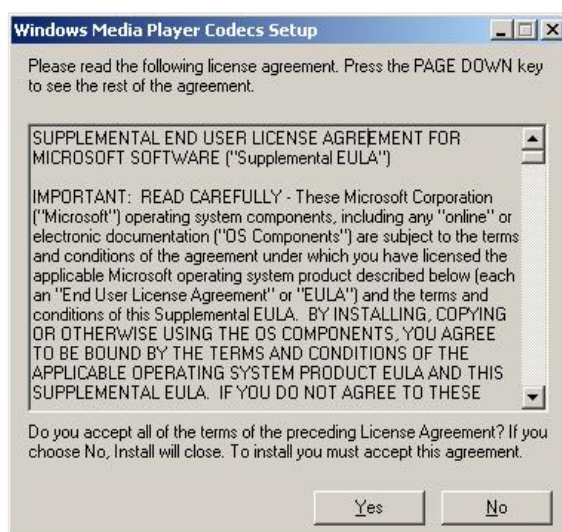 Windows Media Player Codecs Setup
Please read the following license agreement. Press the PAGE DOWN key
to see the rest of the agreement.
SUPPLEMENTAL END USER LICENSE AGREEMENT FOR
MICROSOFT SOFTWARE ("Supplemental EULA")
IMPORTANT: READ CAREFULLY - These Microsoft Corporation
("Microsoft") operating system components, including any "online" or
electronic documentation ("OS Components") are subject to the terms
and conditions of the agreement under which you have licensed the
applicable Microsoft operating system product described below (each
an "End User License Agreement" or "EULA") and the terms and
conditions of this Supplemental EULA. BY INSTALLING, COPYING
OR OTHERWISE USING THE OS COMPONENTS, YOU AGREE
TO BE BOUND BY THE TERMS AND CONDITIONS OF THE
APPLICABLE OPERATING SYSTEM PRODUCT EULA AND THIS
SUPPLEMENTAL EULA. IF YOU DO NOT AGREE TO THESE
Do you accept all of the terms of the preceding License Agreement? If you
choose No, Install will close. To install you must accept this agreement.
Yes No